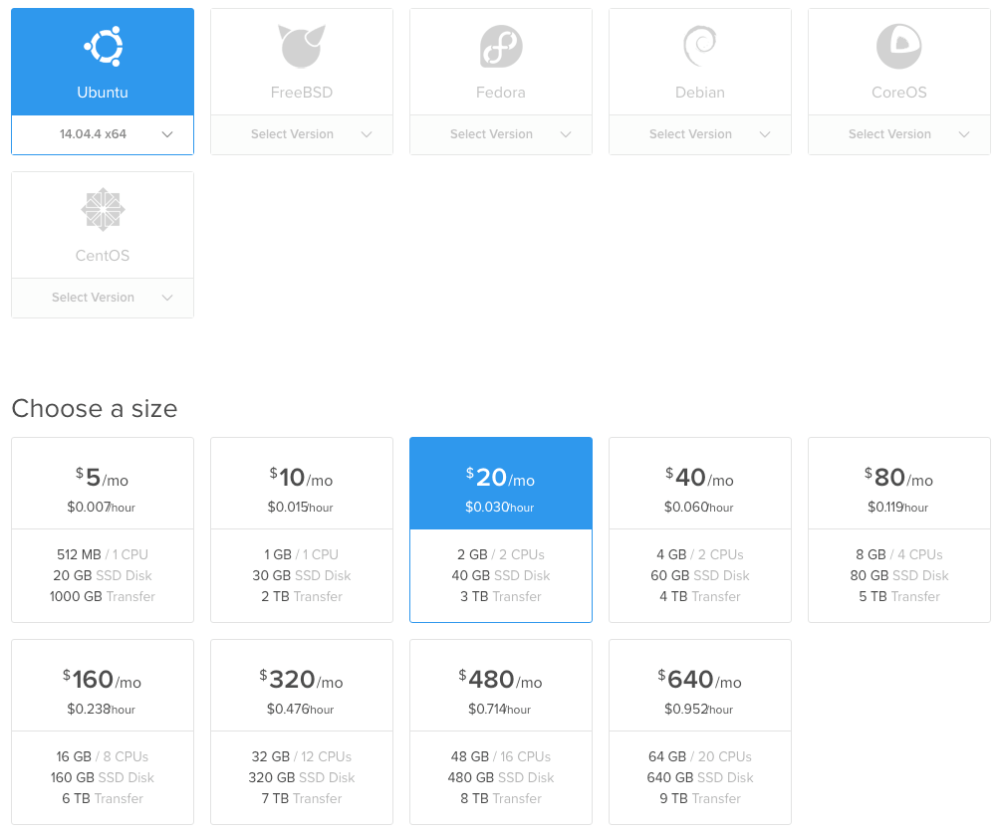 Ubuntu
FreeBSD
Fedora
Debian
CoreOS
14.04.4 x64
Select Version
Select Version
Select Version
Select Version
CentOS
Select Version
Choose a size
$5/mo
$0.007/hour
512 MB / 1 CPU
20 GB SSD Disk
1000 GB Transfer
$10/mo
$0.015/hour
1 GB / 1 CPU
30 GB SSD Disk
2 TB Transfer
$20/mo
$0.030/hour
2 GB / 2 CPUs
40 GB SSD Disk
3 TB Transfer
$40/mo
$0.060/hour
4 GB / 2 CPUs
60 GB SSD Disk
4 TB Transfer
$80/mo
$0.119/hour
8 GB / 4 CPUs
80 GB SSD Disk
5 TB Transfer
$160/mo
$0.238/hour
16 GB / 8 CPUs
160 GB SSD Disk
6 TB Transfer
$320/mo
$0.476/hour
32 GB / 12 CPUs
320 GB SSD Disk
7 TB Transfer
$480/mo
$0.714/hour
48 GB / 16 CPUs
480 GB SSD Disk
8 TB Transfer
$640/mo
$0.952/hour
64 GB / 20 CPUs
640 GB SSD Disk
9 TB Transfer